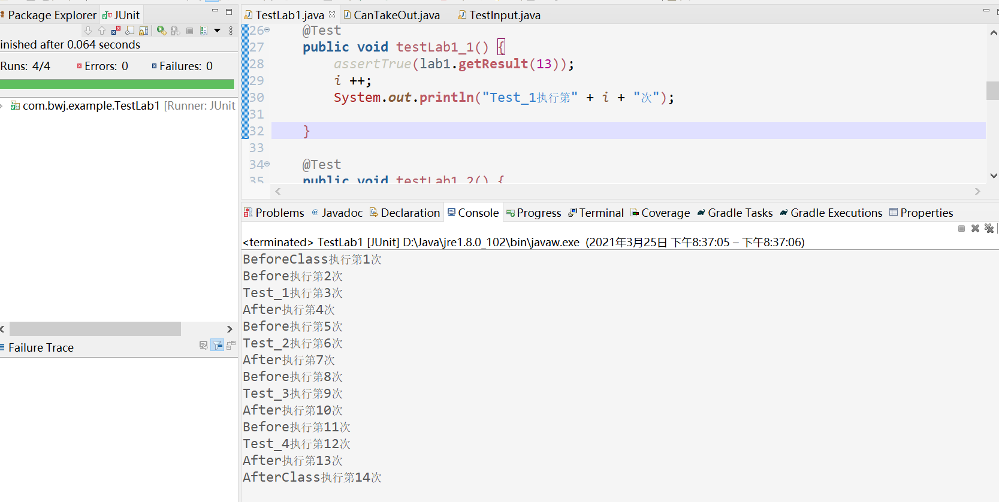 Package Explorer JUnit
inished after 0.064 seconds
Runs: 4/4 Errors: 0 Failures: 0
com.bwj.example.TestLab1 [Runner: JUnit
Failure Trace
TestLab1.java CanTakeOut.java TestInput.java
26 @Test
27 public void testLab1_1() {
28 assertTrue(lab1.getResult(13));
29 i ++;
30 System.out.println("Test_1执行第" + i + "次");
31
32 }
33
34 @Test
35 public void testLab1_2() {
Problems Javadoc Declaration Console Progress Terminal Coverage Gradle Tasks Gradle Executions Properties
<terminated> TestLab1 [JUnit] D:\Java\jre1.8.0_102\bin\javaw.exe (2021年3月25日 下午8:37:05 – 下午8:37:06)
BeforeClass执行第1次
Before执行第2次
Test_1执行第3次
After执行第4次
Before执行第5次
Test_2执行第6次
After执行第7次
Before执行第8次
Test_3执行第9次
After执行第10次
Before执行第11次
Test_4执行第12次
After执行第13次
AfterClass执行第14次